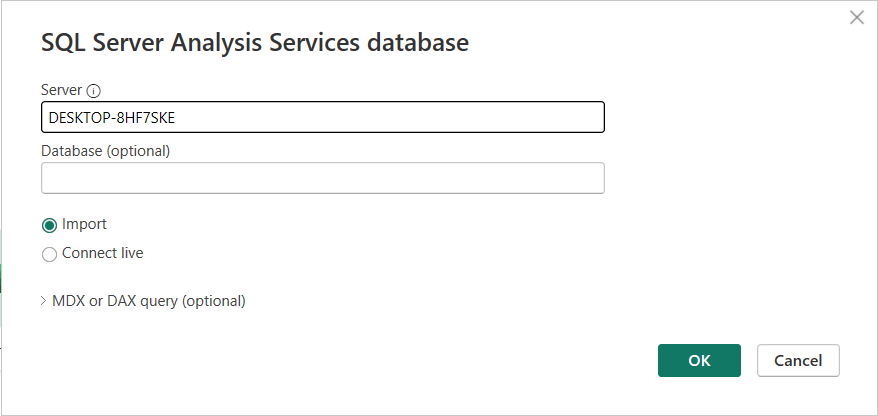 SQL Server Analysis Services database
Server
DESKTOP-8HF7SKE
Database (optional)
Import
Connect live
MDX or DAX query (optional)
OK Cancel